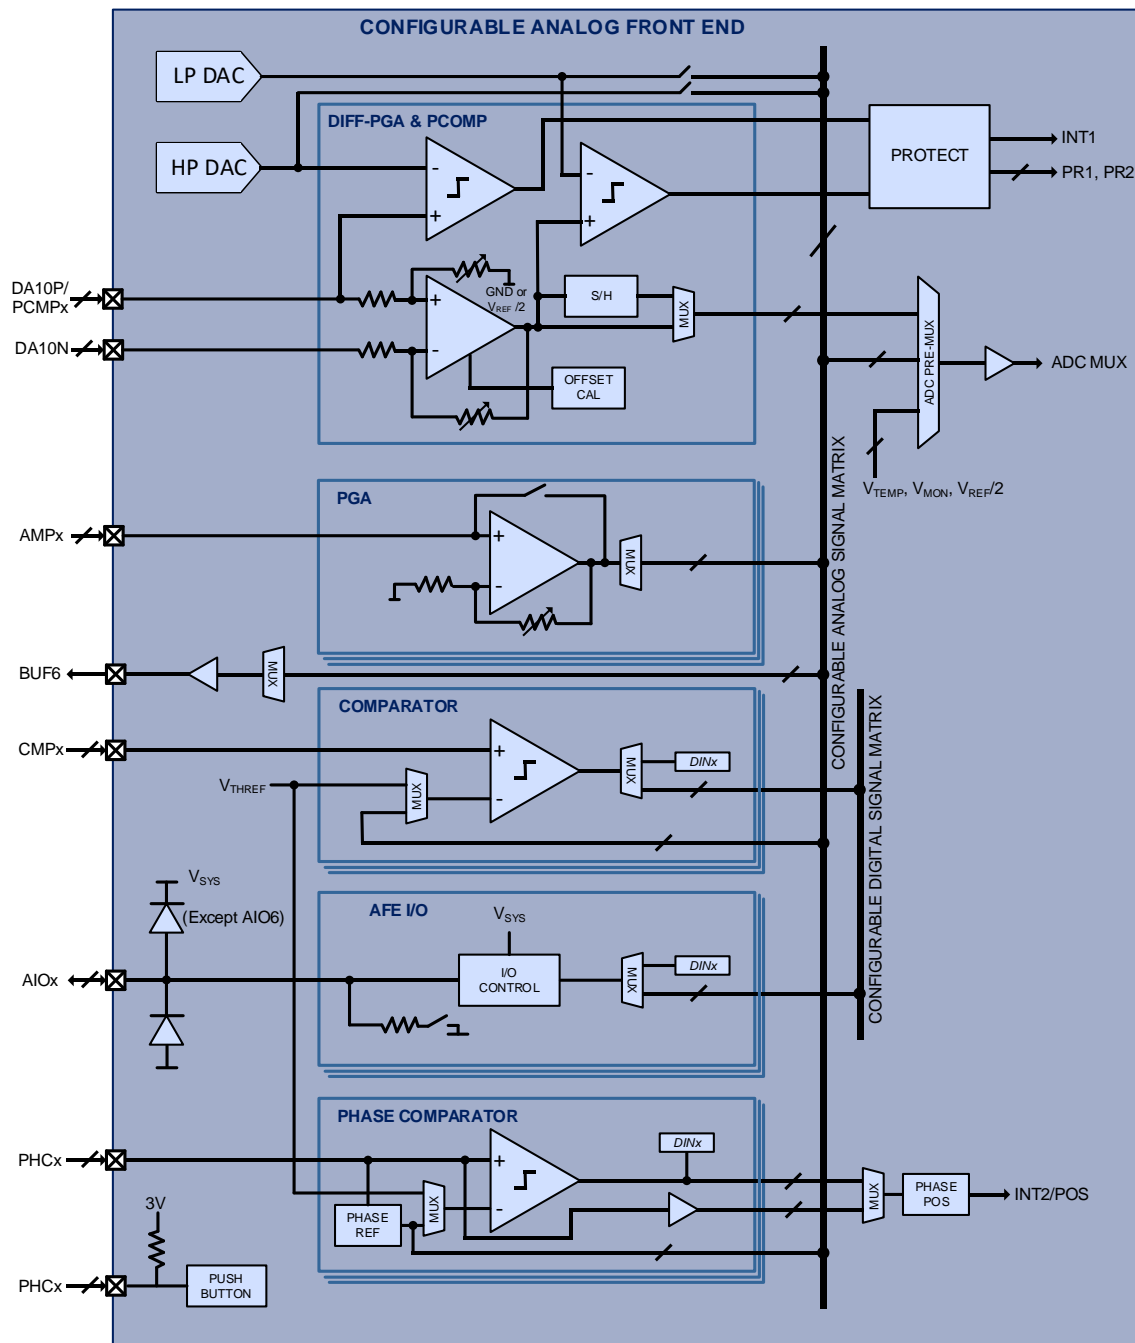 CONFIGURABLE ANALOG FRONT END
LP DAC
DIFF-PGA & PCOMP
HP DAC
-
+
-
+
PROTECT
INT1
PR1, PR2
DA10P/
PCMPx
DA10N
+
-
GND or
VREF /2
S/H
MUX
OFFSET
CAL
ADC PRE-MUX
ADC MUX
VTEMP, VMON, VREF/2
CONFIGURABLE ANALOG SIGNAL MATRIX
PGA
AMPx
+
-
MUX
BUF6
MUX
COMPARATOR
CMPx
+
-
VTHREF
MUX
MUX
DINx
CONFIGURABLE DIGITAL SIGNAL MATRIX
VSYS
(Except AIO6)
AFE I/O
VSYS
AIOx
I/O
CONTROL
MUX
DINx
PHASE COMPARATOR
PHCx
+
-
DINx
MUX
PHASE
REF
MUX
PHASE
POS
INT2/POS
3V
PHCx
PUSH
BUTTON